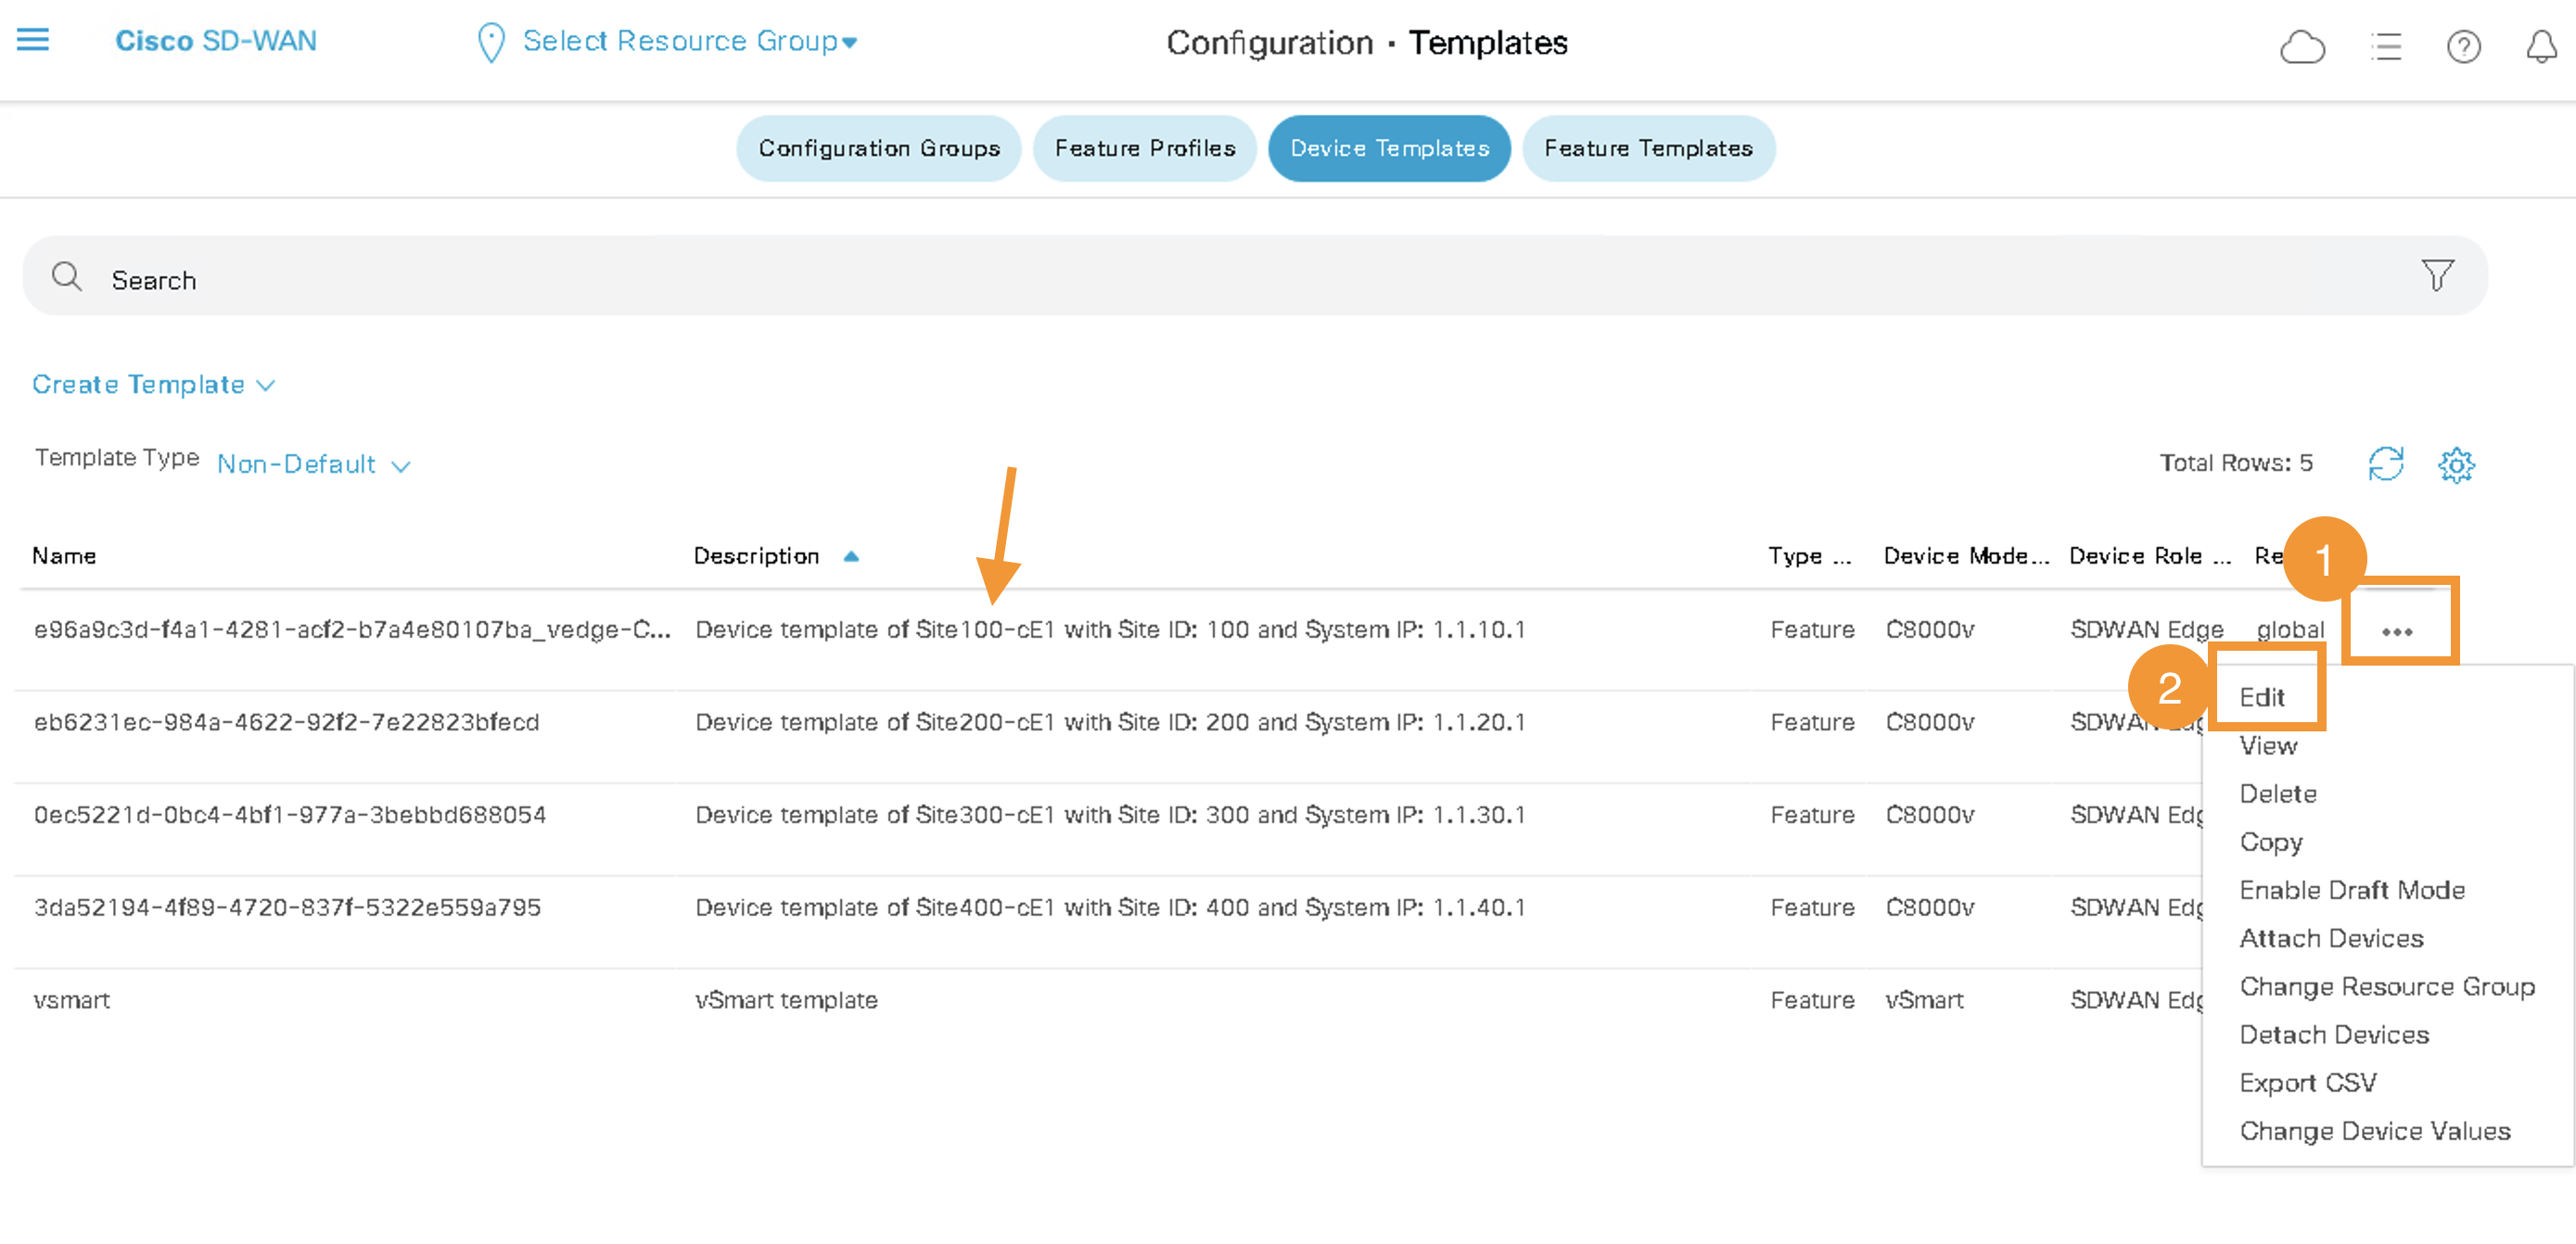 Cisco SD-WAN Select Resource Group Configuration · Templates
Configuration Groups Feature Profiles Device Templates Feature Templates
Search
Create Template
Template Type Non-Default Total Rows: 5
Name Description Type ... Device Mode... Device Role ... Re 1
e96a9c3d-f4a1-4281-acf2-b7a4e80107ba_vedge-C... Device template of Site100-cE1 with Site ID: 100 and System IP: 1.1.10.1 Feature C8000v SDWAN Edge global
2 Edit
eb6231ec-984a-4622-92f2-7e22823bfecd Device template of Site200-cE1 with Site ID: 200 and System IP: 1.1.20.1 Feature C8000v
View
Delete
0ec5221d-0bc4-4bf1-977a-3bebbd688054 Device template of Site300-cE1 with Site ID: 300 and System IP: 1.1.30.1 Feature C8000v SDWAN Edg
Copy
Enable Draft Mode
3da52194-4f89-4720-837f-5322e559a795 Device template of Site400-cE1 with Site ID: 400 and System IP: 1.1.40.1 Feature C8000v SDWAN Edg
Attach Devices
Change Resource Group
vsmart vSmart template Feature vSmart SDWAN Edg
Detach Devices
Export CSV
Change Device Values